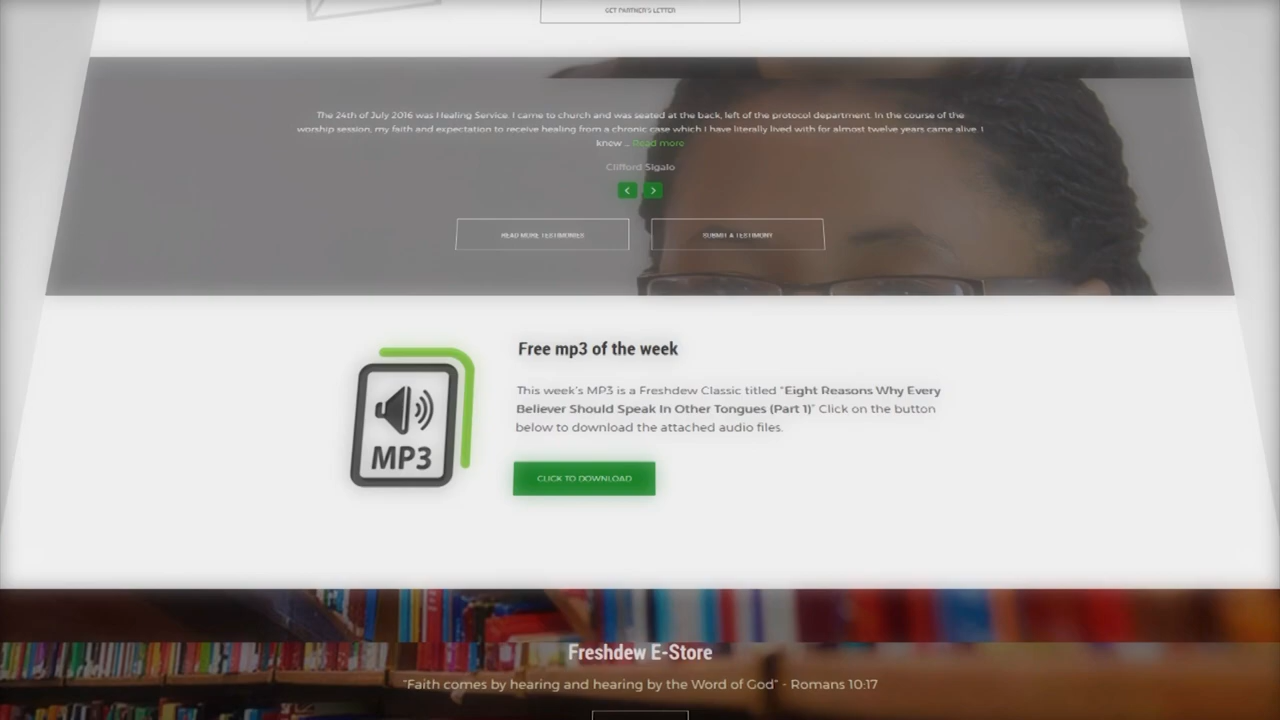 GET PARTNER'S LETTER
The 24th of July 2016 was Healing Service. I came to church and was seated at the back, left of the protocol department. In the course of the
worship session, my faith and expectation to receive healing from a chronic case which I have literally lived with for almost twelve years came alive. I
knew ... Read more
Clifford Sigalo
READ MORE TESTIMONIES
SUBMIT A TESTIMONY
Free mp3 of the week
This week's MP3 is a Freshdew Classic titled "Eight Reasons Why Every
Believer Should Speak In Other Tongues (Part 1)" Click on the button
below to download the attached audio files.
MP3
CLICK TO DOWNLOAD
Freshdew E-Store
"Faith comes by hearing and hearing by the Word of God" - Romans 10:17